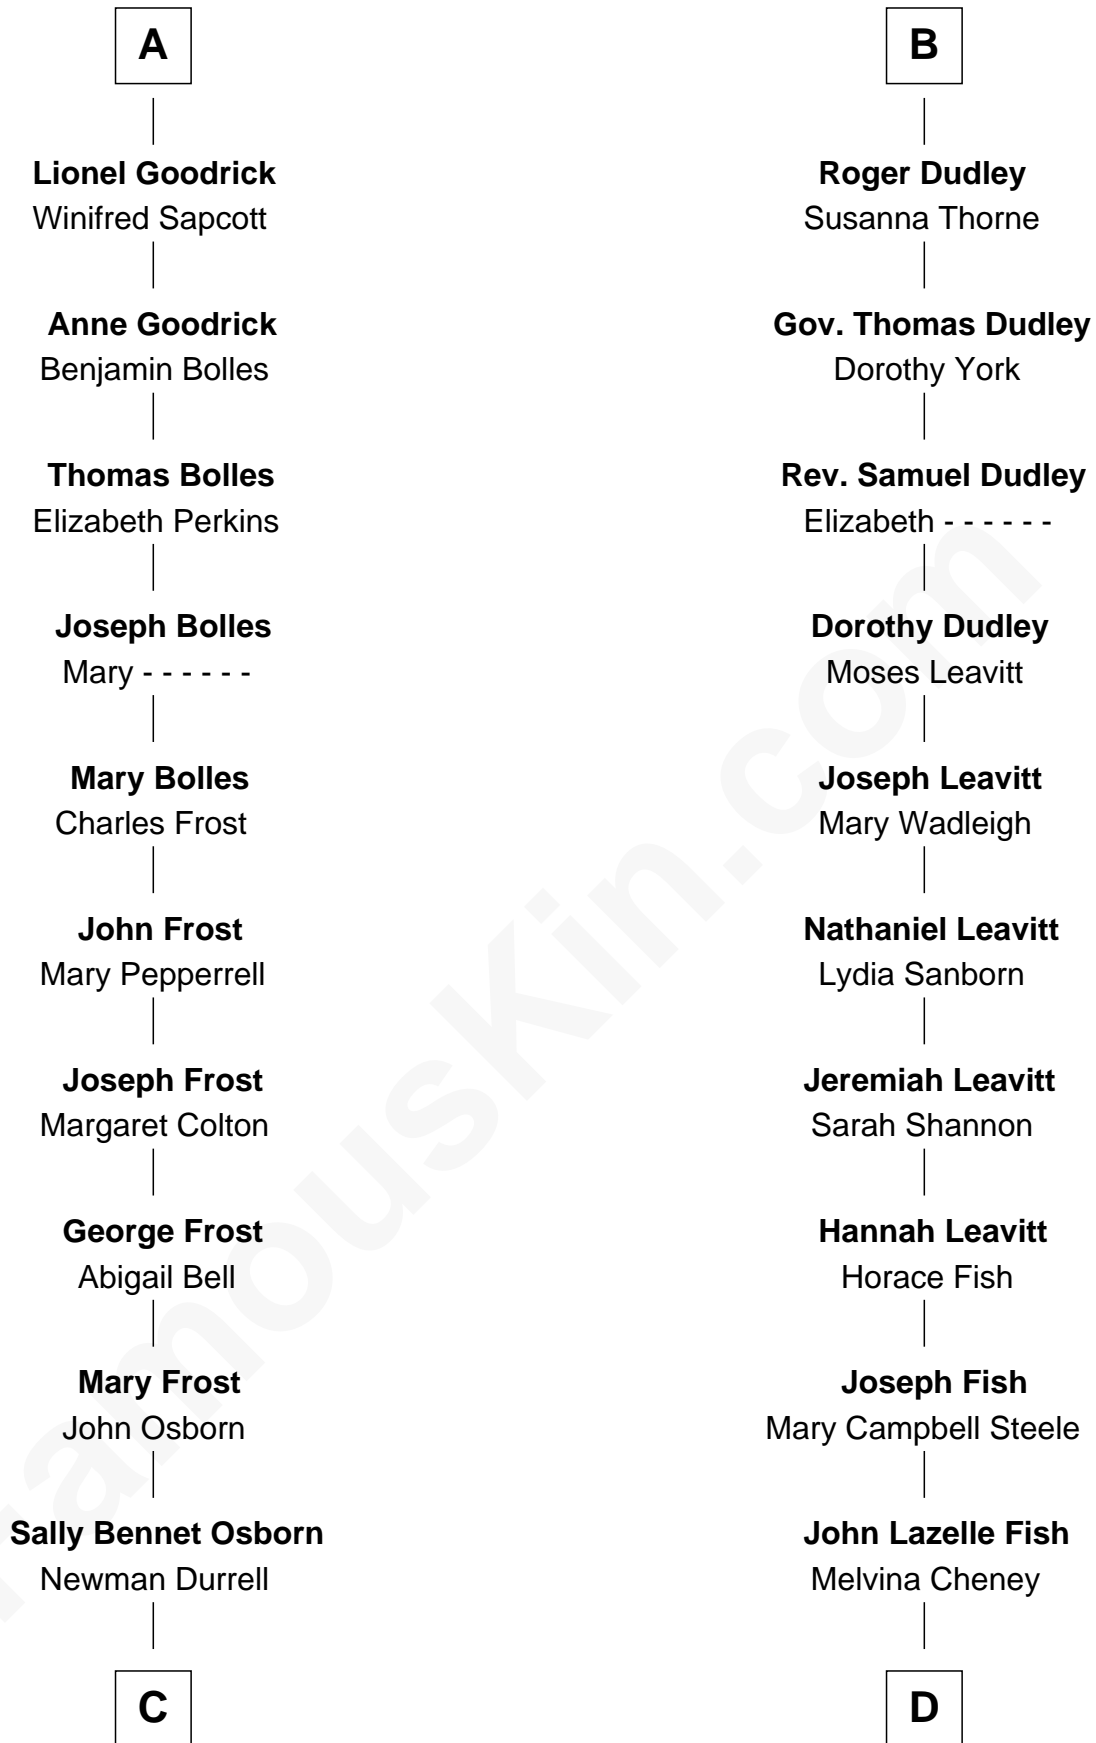 A
Lionel Goodrick
Winifred Sapcott
Anne Goodrick
Benjamin Bolles
Thomas Bolles
Elizabeth Perkins
Joseph Bolles
Mary - - - - - -
Mary Bolles
Charles Frost
John Frost
Mary Pepperrell
Joseph Frost
Margaret Colton
George Frost
Abigail Bell
Mary Frost
John Osborn
Sally Bennet Osborn
Newman Durrell
C
B
Roger Dudley
Susanna Thorne
Gov. Thomas Dudley
Dorothy York
Rev. Samuel Dudley
Elizabeth - - - - - -
Dorothy Dudley
Moses Leavitt
Joseph Leavitt
Mary Wadleigh
Nathaniel Leavitt
Lydia Sanborn
Jeremiah Leavitt
Sarah Shannon
Hannah Leavitt
Horace Fish
Joseph Fish
Mary Campbell Steele
John Lazelle Fish
Melvina Cheney
D
FamousKin.com